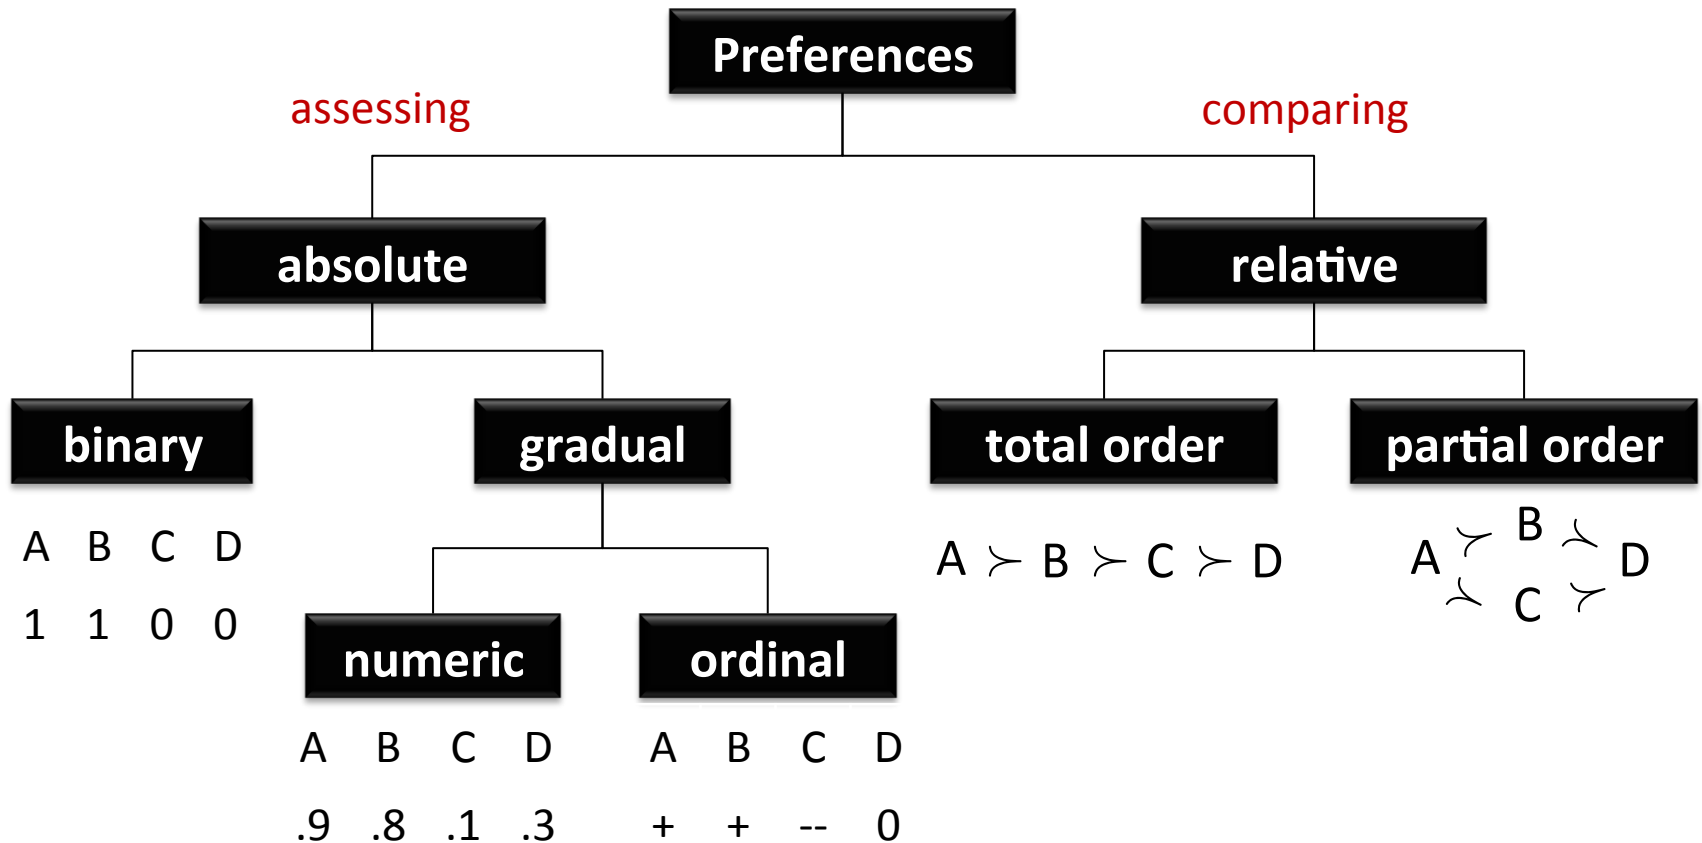 Preferences
assessing
comparing
absolute
relative
binary
gradual
total order
partial order
A B C D
1 1 0 0
A ≻ B ≻ C ≻ D
A ≻ B ≻ D
≻ C ≻
numeric
ordinal
A B C D
.9 .8 .1 .3
A B C D
+ + -- 0